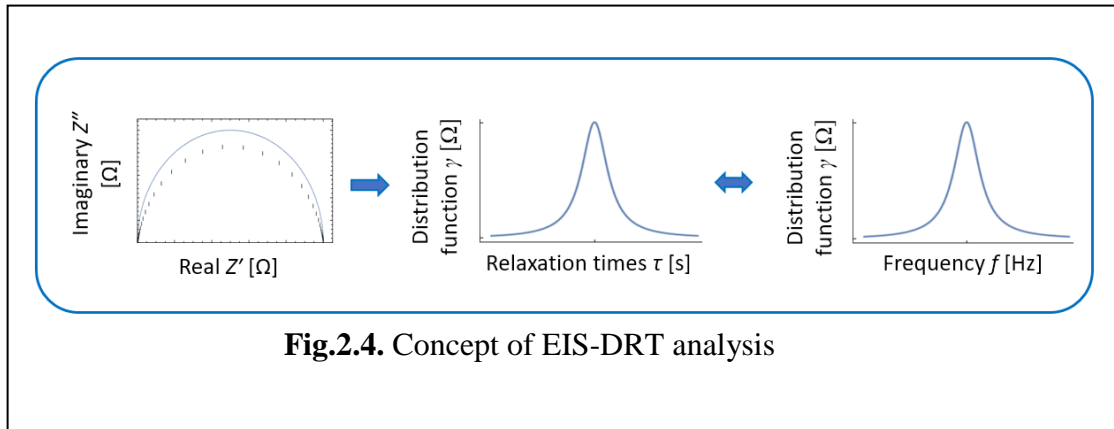 Imaginary Z″
[Ω]
Real Z′ [Ω]
Distribution
function γ [Ω]
Relaxation times τ [s]
Distribution
function γ [Ω]
Frequency f [Hz]
Fig.2.4. Concept of EIS-DRT analysis